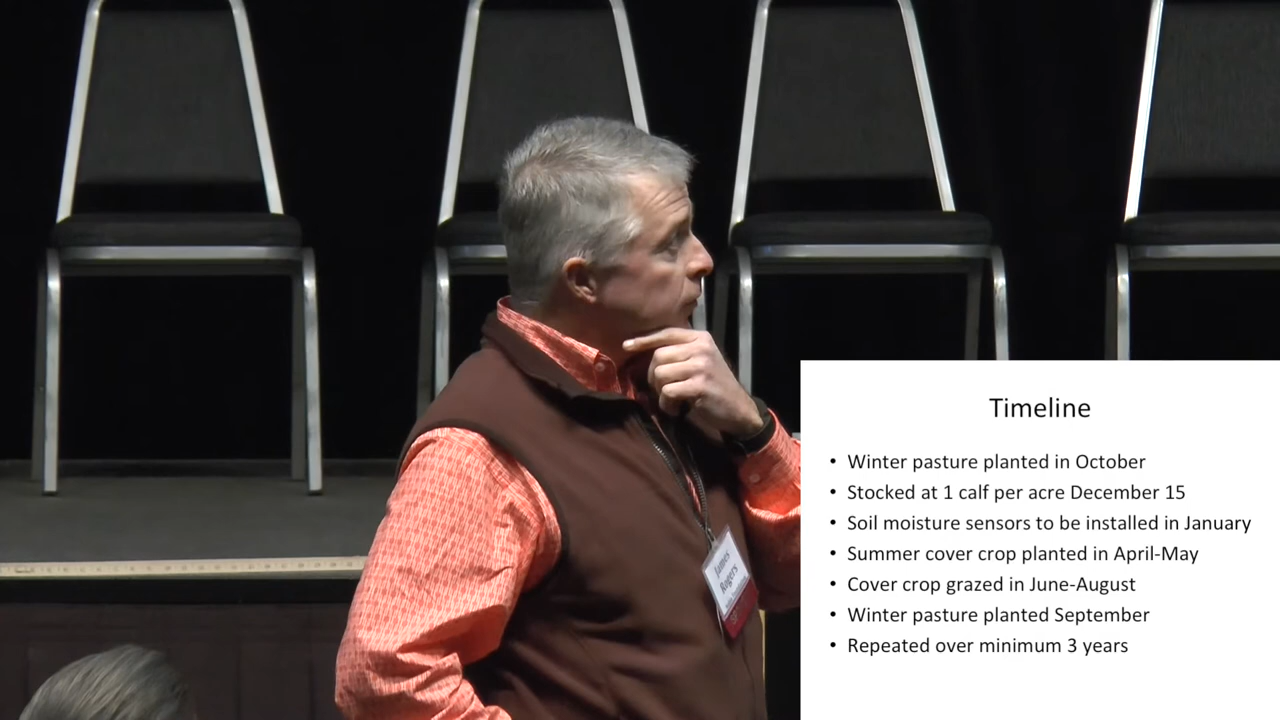 James
Rogers
Timeline
• Winter pasture planted in October
• Stocked at 1 calf per acre December 15
• Soil moisture sensors to be installed in January
• Summer cover crop planted in April-May
• Cover crop grazed in June-August
• Winter pasture planted September
• Repeated over minimum 3 years